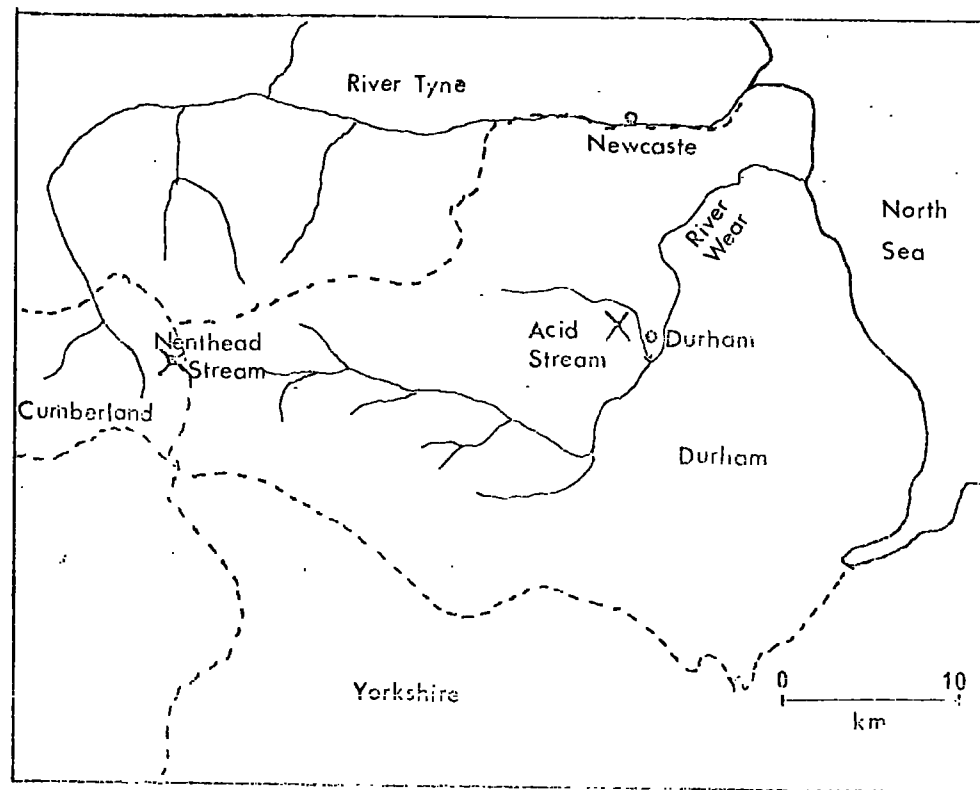 River Tyne
Newcaste
North
Sea
River
Wear
Acid
Stream
Durham
Nenthead
Stream
Cumberland
Durham
Yorkshire
0 10
km